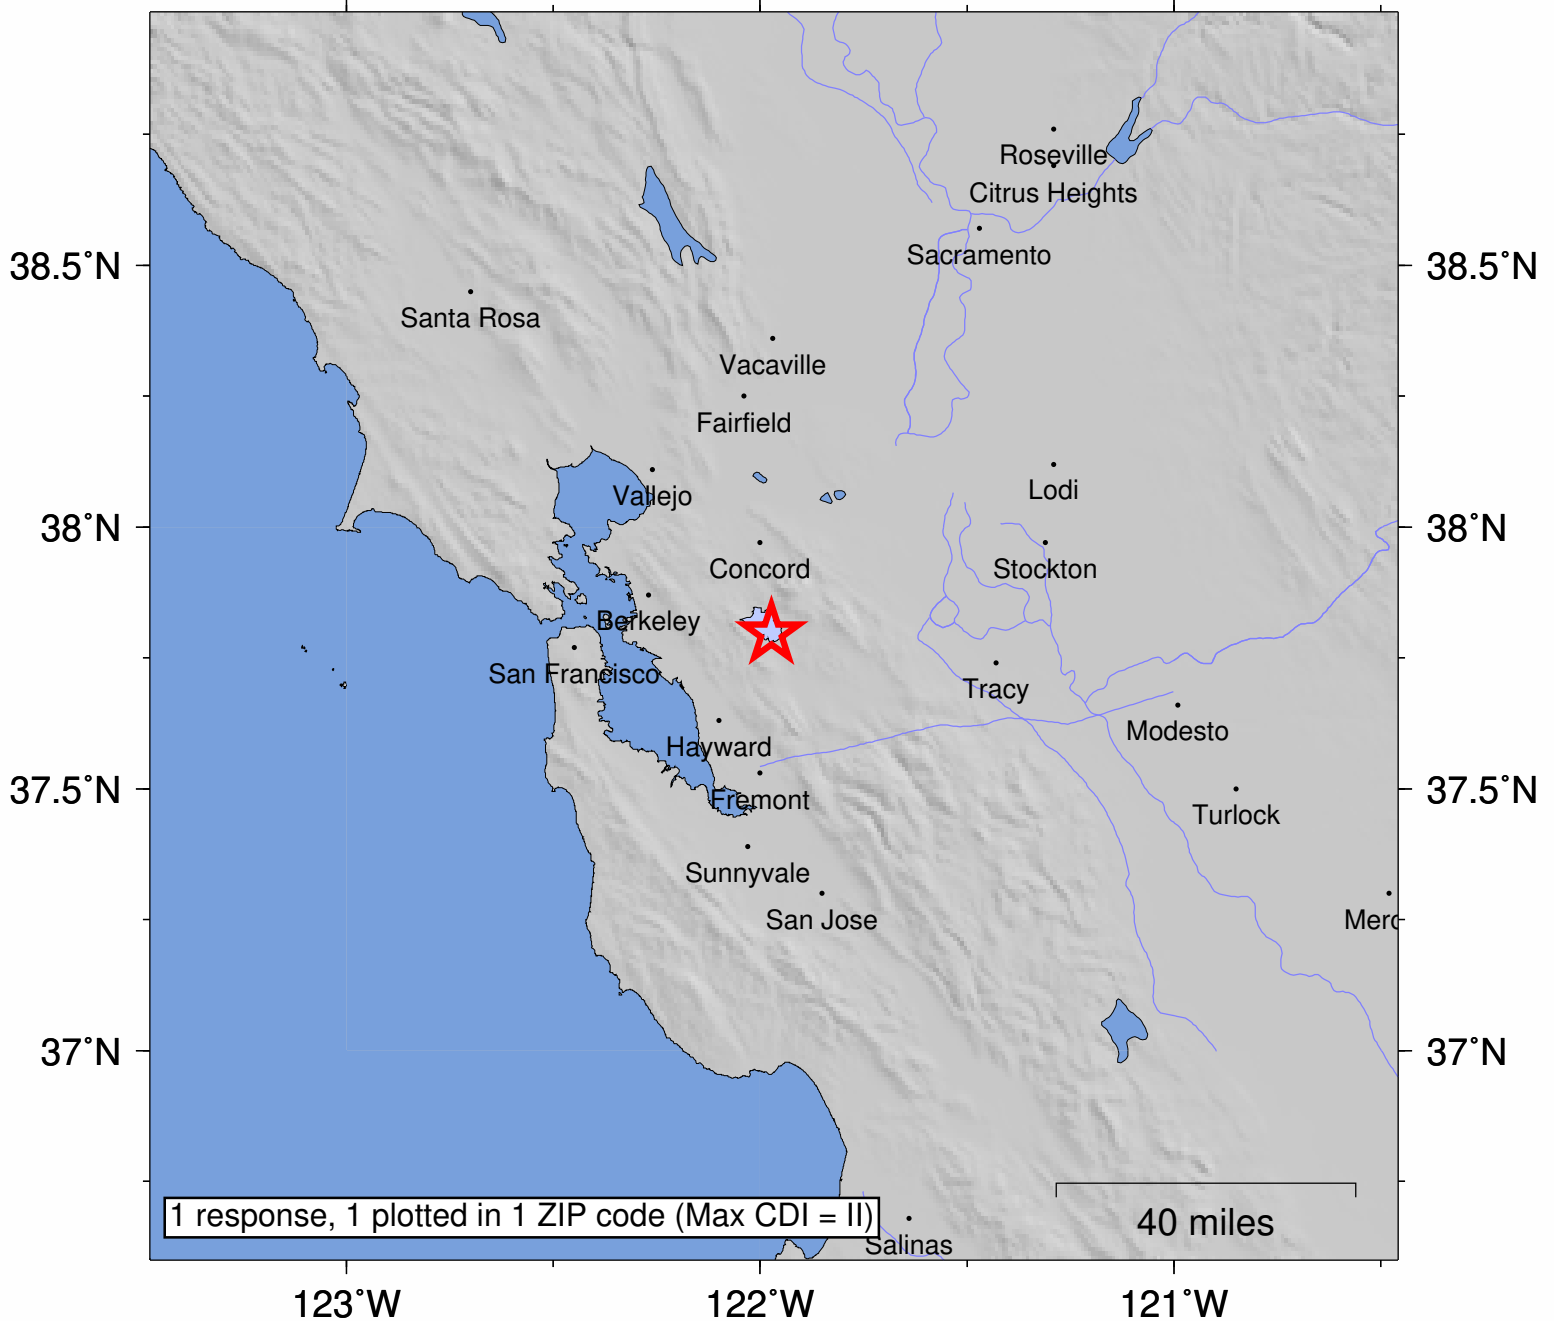 Roseville
Citrus Heights
Sacramento
38.5˚N
38.5˚N
Santa Rosa
Vacaville
Fairfield
Vallejo
Lodi
38˚N
38˚N
Concord
Stockton
Berkeley
San Francisco
Tracy
Modesto
Hayward
37.5˚N
Fremont
37.5˚N
Turlock
Sunnyvale
San Jose
Merc
37˚N
37˚N
1 response, 1 plotted in 1 ZIP code (Max CDI = II)
40 miles
Salinas
123˚W
122˚W
121˚W